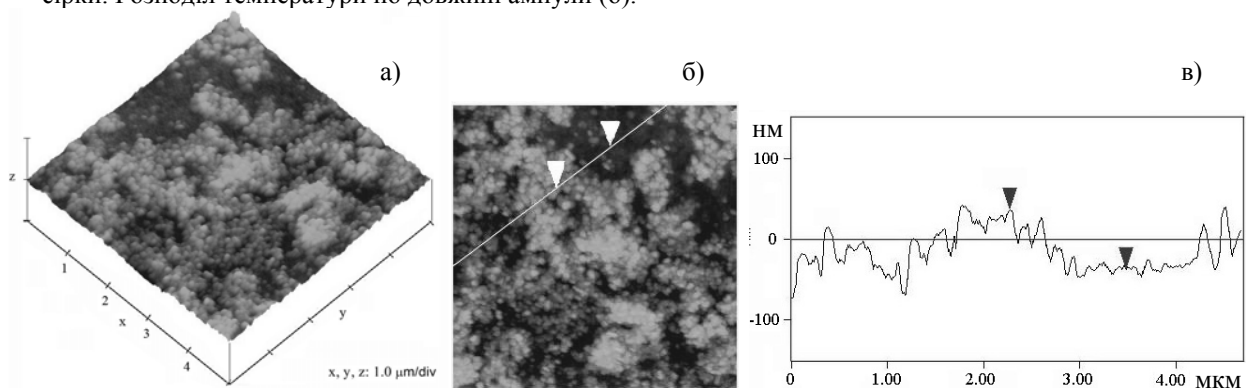 сірки. Розподіл температури по довжині ампули (б).
а)
z
1
2
x
3
4
y
x, y, z: 1.0 µm/div
б)
в)
НМ
100
0
-100
0
1.00
2.00
3.00
4.00
МКМ